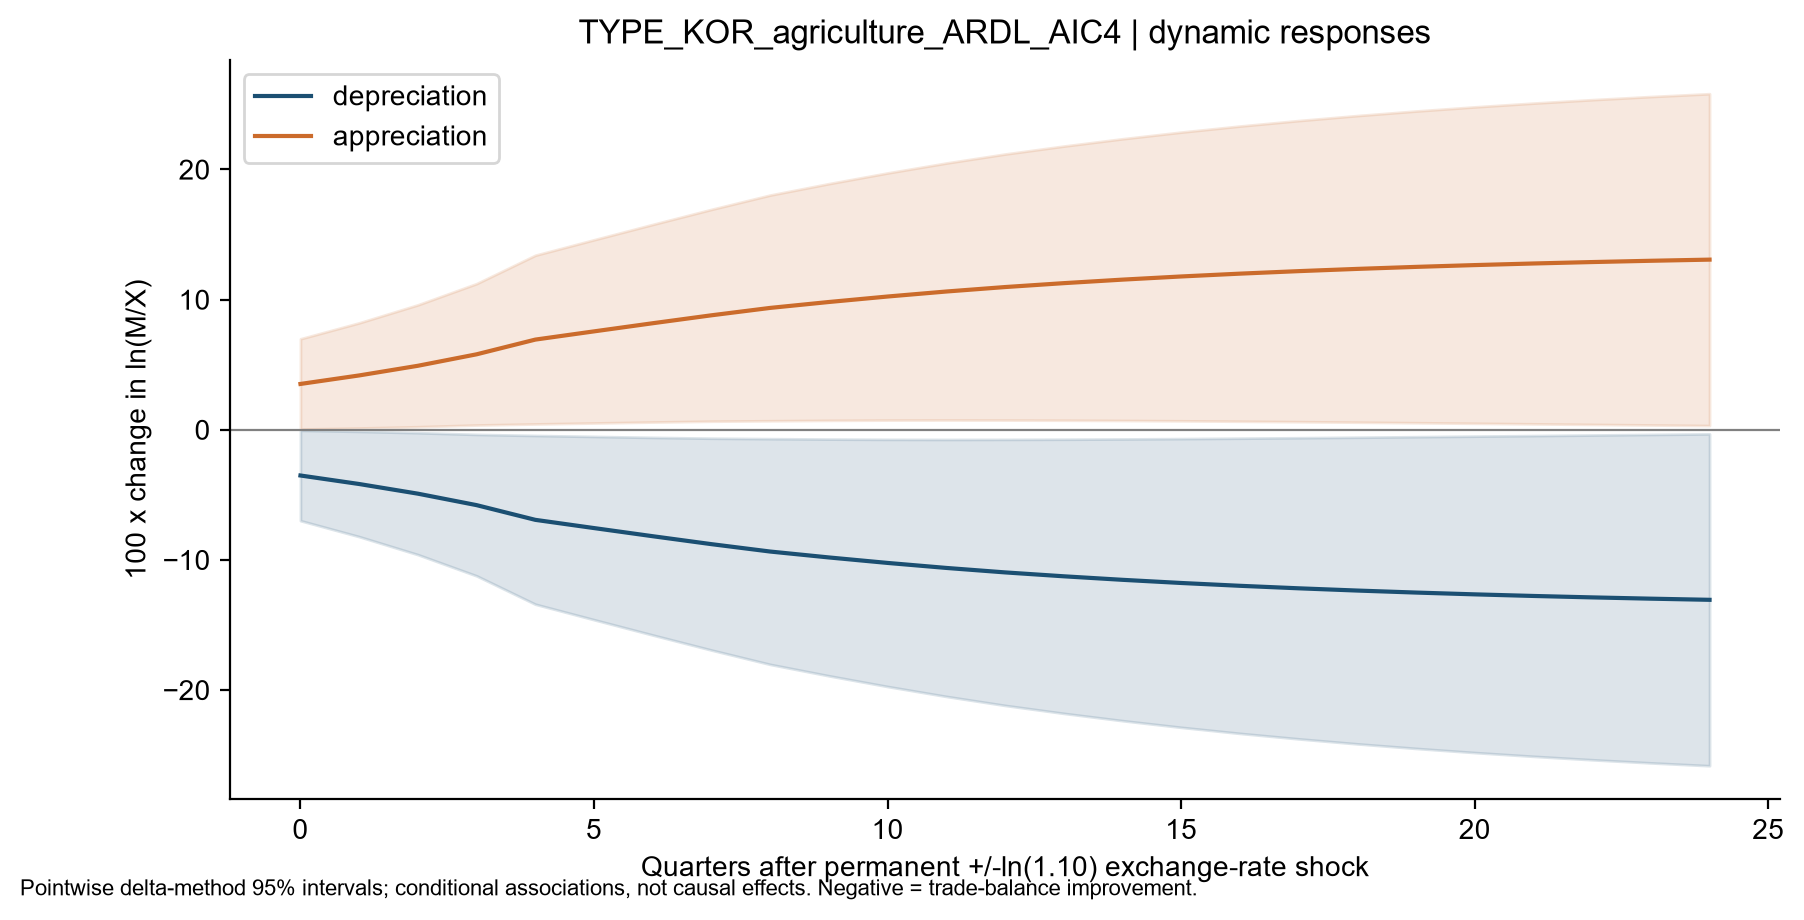 TYPE_KOR_agriculture_ARDL_AIC4 | dynamic responses
depreciation
appreciation
100 x change in ln(M/X)
20
10
0
−10
−20
0
5
10
15
20
25
Quarters after permanent +/-ln(1.10) exchange-rate shock
Pointwise delta-method 95% intervals; conditional associations, not causal effects. Negative = trade-balance improvement.